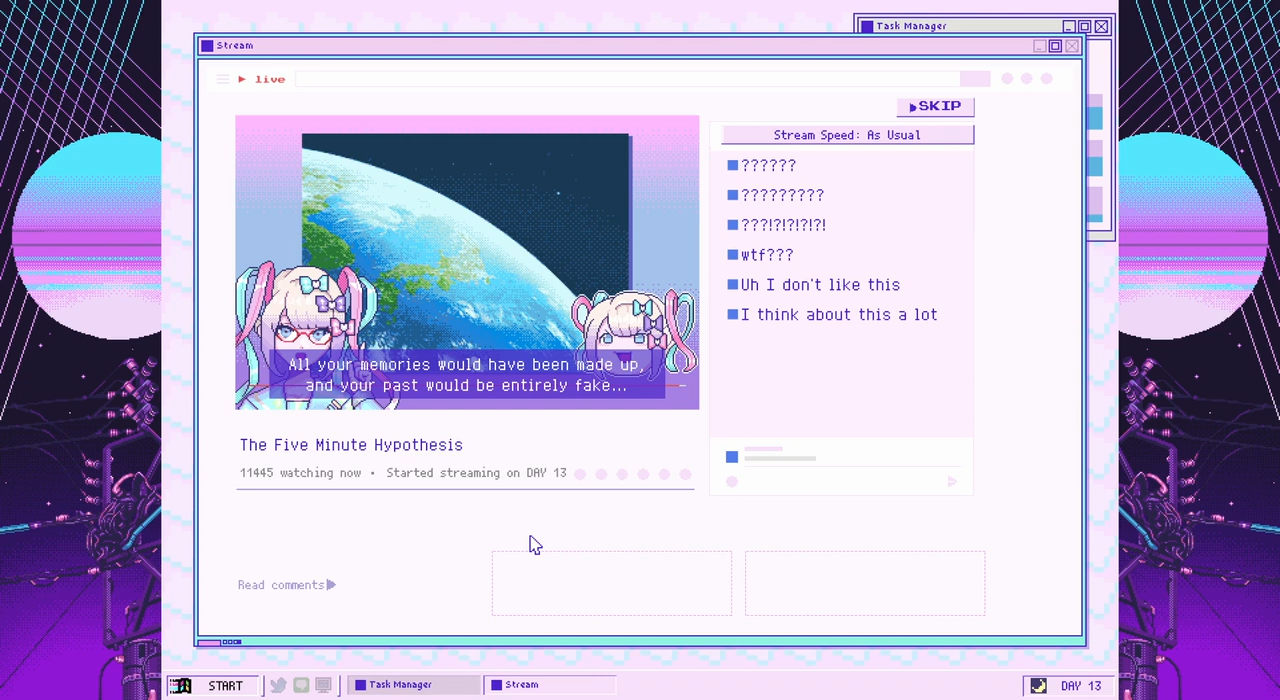 Task Manager
Stream
live
SKIP
Stream Speed: As Usual
??????
?????????
???!?!?!?!?!
wtf???
Uh I don't like this
I think about this a lot
All your memories would have been made up,
and your past would be entirely fake...
The Five Minute Hypothesis
11445 watching now • Started streaming on DAY 13
Read comments
START
Task Manager
Stream
DAY 13